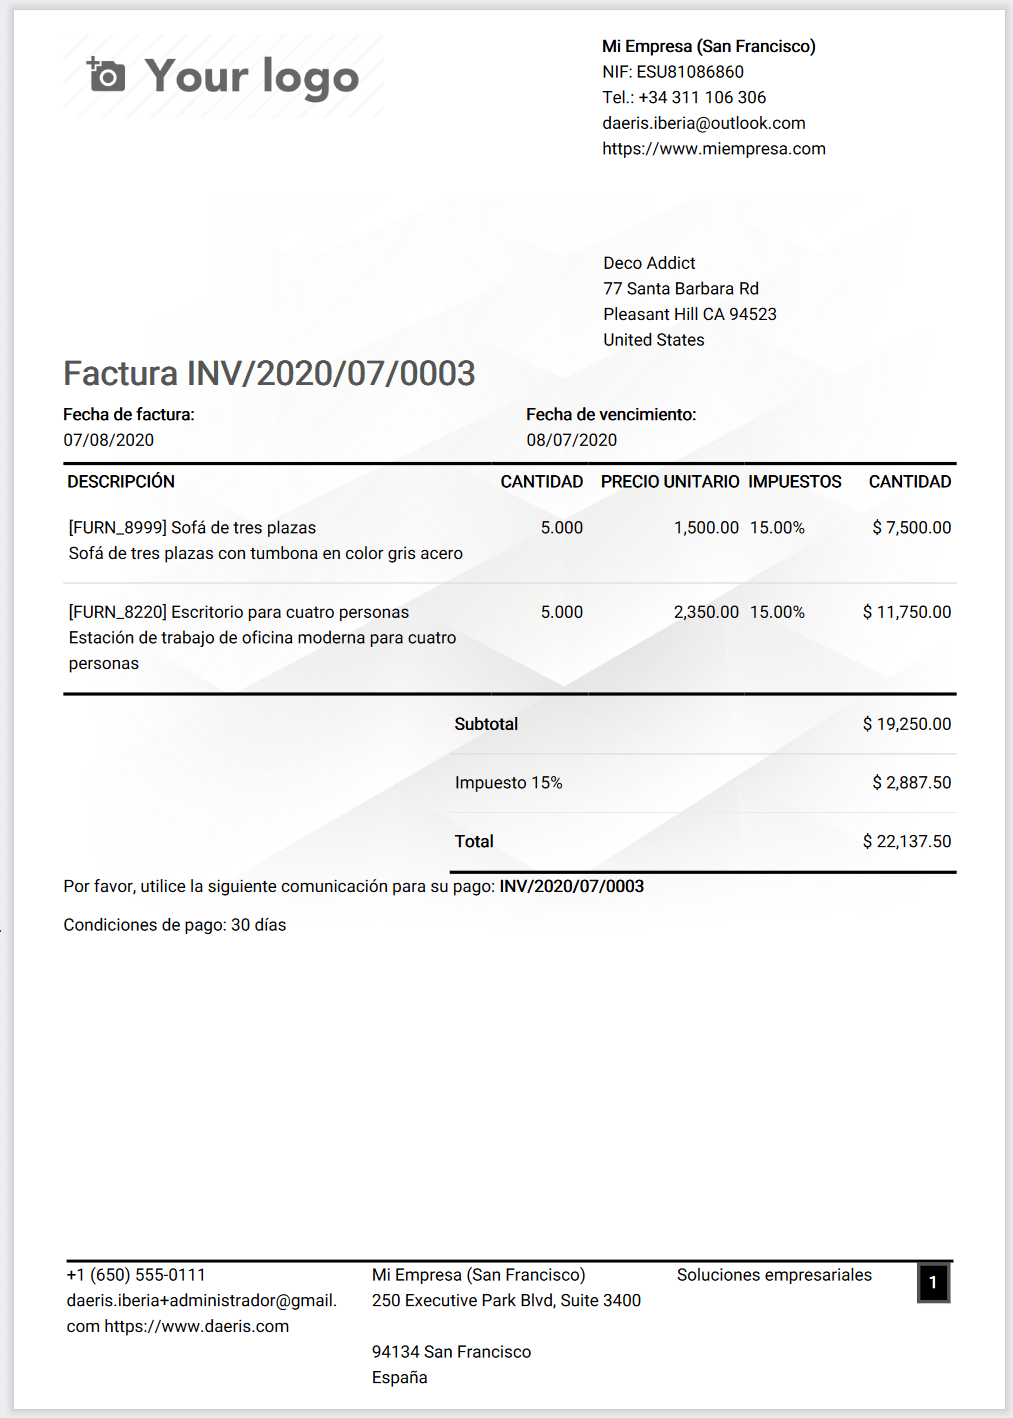 Your logo
Mi Empresa (San Francisco)
NIF: ESU81086860
Tel.: +34 311 106 306
daeris.iberia@outlook.com
https://www.miempresa.com
Deco Addict
77 Santa Barbara Rd
Pleasant Hill CA 94523
United States
Factura INV/2020/07/0003
Fecha de factura: Fecha de vencimiento:
07/08/2020 08/07/2020
DESCRIPCIÓN CANTIDAD PRECIO UNITARIO IMPUESTOS CANTIDAD
[FURN_8999] Sofá de tres plazas 5.000 1,500.00 15.00% $ 7,500.00
Sofá de tres plazas con tumbona en color gris acero
[FURN_8220] Escritorio para cuatro personas 5.000 2,350.00 15.00% $ 11,750.00
Estación de trabajo de oficina moderna para cuatro
personas
Subtotal $ 19,250.00
Impuesto 15% $ 2,887.50
Total $ 22,137.50
Por favor, utilice la siguiente comunicación para su pago: INV/2020/07/0003
Condiciones de pago: 30 días
+1 (650) 555-0111 Mi Empresa (San Francisco) Soluciones empresariales 1
daeris.iberia+administrador@gmail. 250 Executive Park Blvd, Suite 3400
com https://www.daeris.com
94134 San Francisco
España